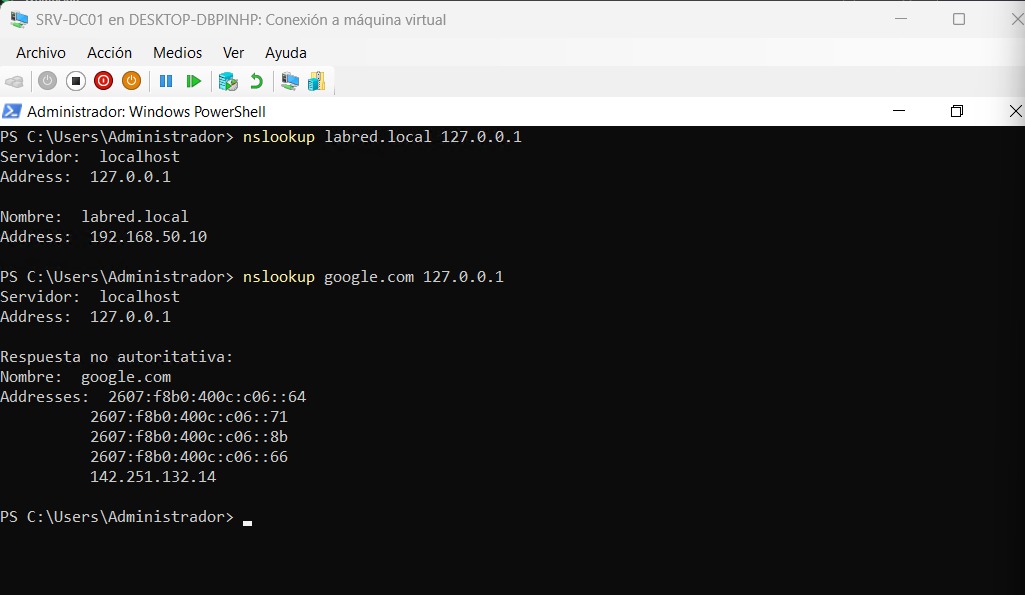 SRV-DC01 en DESKTOP-DBPINHP: Conexión a máquina virtual
Archivo Acción Medios Ver Ayuda
Administrador: Windows PowerShell
PS C:\Users\Administrador> nslookup labred.local 127.0.0.1
Servidor:  localhost
Address:  127.0.0.1

Nombre:  labred.local
Address:  192.168.50.10

PS C:\Users\Administrador> nslookup google.com 127.0.0.1
Servidor:  localhost
Address:  127.0.0.1

Respuesta no autoritativa:
Nombre:  google.com
Addresses:  2607:f8b0:400c:c06::64
          2607:f8b0:400c:c06::71
          2607:f8b0:400c:c06::8b
          2607:f8b0:400c:c06::66
          142.251.132.14

PS C:\Users\Administrador>